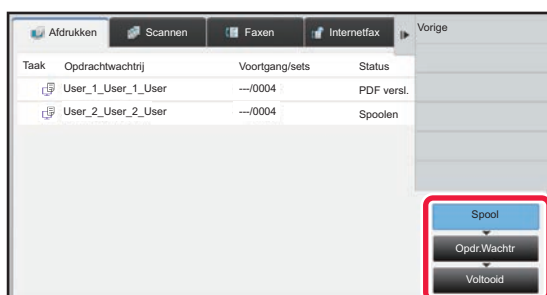 Afdrukken Scannen Faxen Internetfax Vorige
Taak Opdrachtwachtrij Voortgang/sets Status
User_1_User_1_User ---/0004 PDF versl.
User_2_User_2_User ---/0004 Spoolen
Spool
Opdr.Wachtr
Voltooid